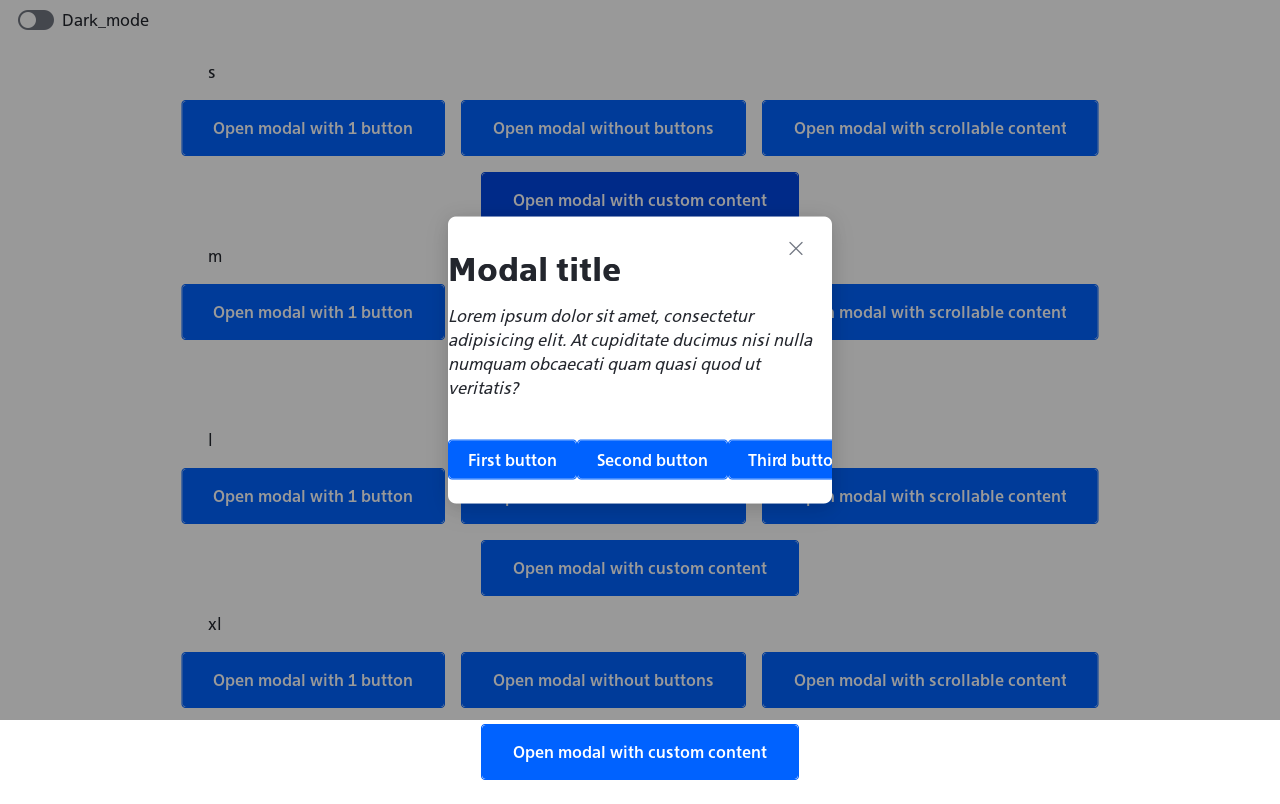 Dark_mode
s
Open modal with 1 button
Open modal without buttons
Open modal with scrollable content
Open modal with custom content
m
Open modal with 1 button
modal with scrollable content
Modal title
Lorem ipsum dolor sit amet, consectetur
adipisicing elit. At cupiditate ducimus nisi nulla
numquam obcaecati quam quasi quod ut
veritatis?
First button
Second button
Third butto
l
Open modal with 1 button
modal with scrollable content
Open modal with custom content
xl
Open modal with 1 button
Open modal without buttons
Open modal with scrollable content
Open modal with custom content